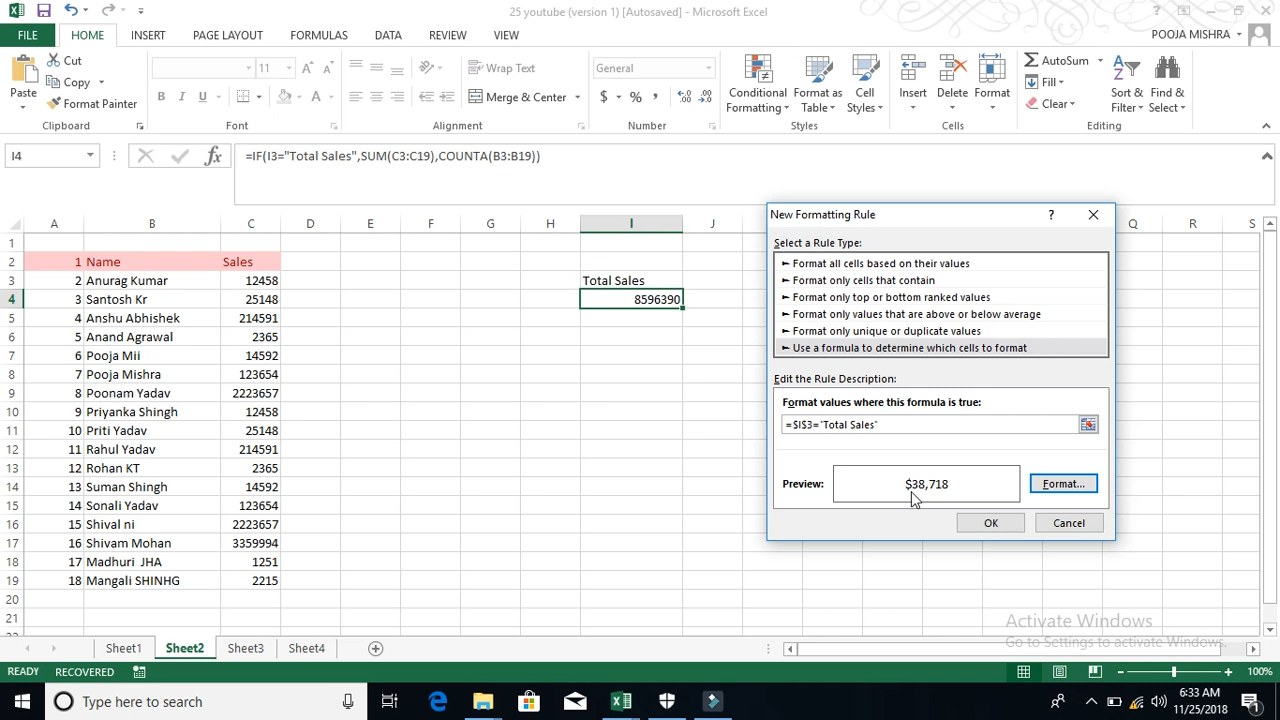 25 youtube (version 1) [Autosaved] - Microsoft Excel
FILE HOME INSERT PAGE LAYOUT FORMULAS DATA REVIEW VIEW POOJA MISHRA
Paste
Cut
Copy
Format Painter
Clipboard
11
B I U
Font
Wrap Text
Merge & Center
Alignment
General
$ % ,
Number
Conditional Formatting
Format as Table
Cell Styles
Styles
Insert Delete Format
Cells
AutoSum
Fill
Clear
Sort & Filter
Find & Select
Editing
I4 =IF(I3="Total Sales",SUM(C3:C19),COUNTA(B3:B19))
A B C D E F G H I J Q R S
1
2 1 Name Sales
3 2 Anurag Kumar 12458 Total Sales
4 3 Santosh Kr 25148 8596390
5 4 Anshu Abhishek 214591
6 5 Anand Agrawal 2365
7 6 Pooja Mii 14592
8 7 Pooja Mishra 123654
9 8 Poonam Yadav 2223657
10 9 Priyanka Shingh 12458
11 10 Priti Yadav 25148
12 11 Rahul Yadav 214591
13 12 Rohan KT 2365
14 13 Suman Shingh 14592
15 14 Sonali Yadav 123654
16 15 Shival ni 2223657
17 16 Shivam Mohan 3359994
18 17 Madhuri JHA 1251
19 18 Mangali SHINHG 2215
20
21
New Formatting Rule
Select a Rule Type:
► Format all cells based on their values
► Format only cells that contain
► Format only top or bottom ranked values
► Format only values that are above or below average
► Format only unique or duplicate values
► Use a formula to determine which cells to format
Edit the Rule Description:
Format values where this formula is true:
=$I$3="Total Sales"
Preview: $38,718 Format...
OK Cancel
Activate Windows
Go to Settings to activate Windows.
Sheet1 Sheet2 Sheet3 Sheet4
READY RECOVERED 100%
Type here to search
6:33 AM
11/25/2018
1